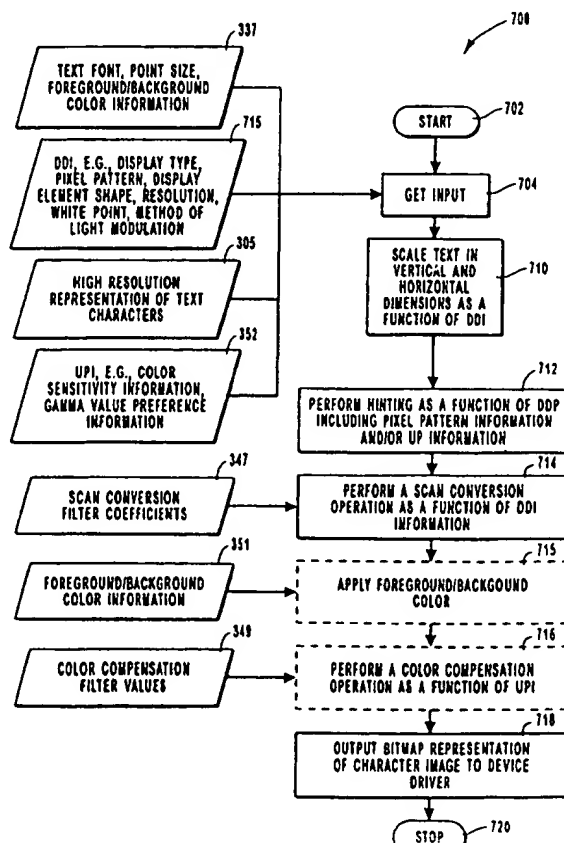 700
337
TEXT FONT, POINT SIZE,
FOREGROUND/BACKGROUND
COLOR INFORMATION
715
DDI, E.G., DISPLAY TYPE,
PIXEL PATTERN, DISPLAY
ELEMENT SHAPE, RESOLUTION,
WHITE POINT, METHOD OF
LIGHT MODULATION
305
HIGH RESOLUTION
REPRESENTATION OF TEXT
CHARACTERS
352
UPI, E.G., COLOR
SENSITIVITY INFORMATION,
GAMMA VALUE PREFERENCE
INFORMATION
START
702
GET INPUT
704
710
SCALE TEXT IN
VERTICAL AND
HORIZONTAL
DIMENSIONS AS A
FUNCTION OF DDI
712
PERFORM HINTING AS A FUNCTION OF DDP
INCLUDING PIXEL PATTERN INFORMATION
AND/OR UP INFORMATION
347
SCAN CONVERSION
FILTER COEFFICIENTS
714
PERFORM A SCAN CONVERSION
OPERATION AS A FUNCTION OF DDI
INFORMATION
351
FOREGROUND/BACKGROUND
COLOR INFORMATION
715
APPLY FOREGROUND/BACKGOUND
COLOR
349
COLOR COMPENSATION
FILTER VALUES
716
PERFORM A COLOR COMPENSATION
OPERATION AS A FUNCTION OF UPI
718
OUTPUT BITMAP REPRESENTATION
OF CHARACTER IMAGE TO DEVICE
DRIVER
STOP
720